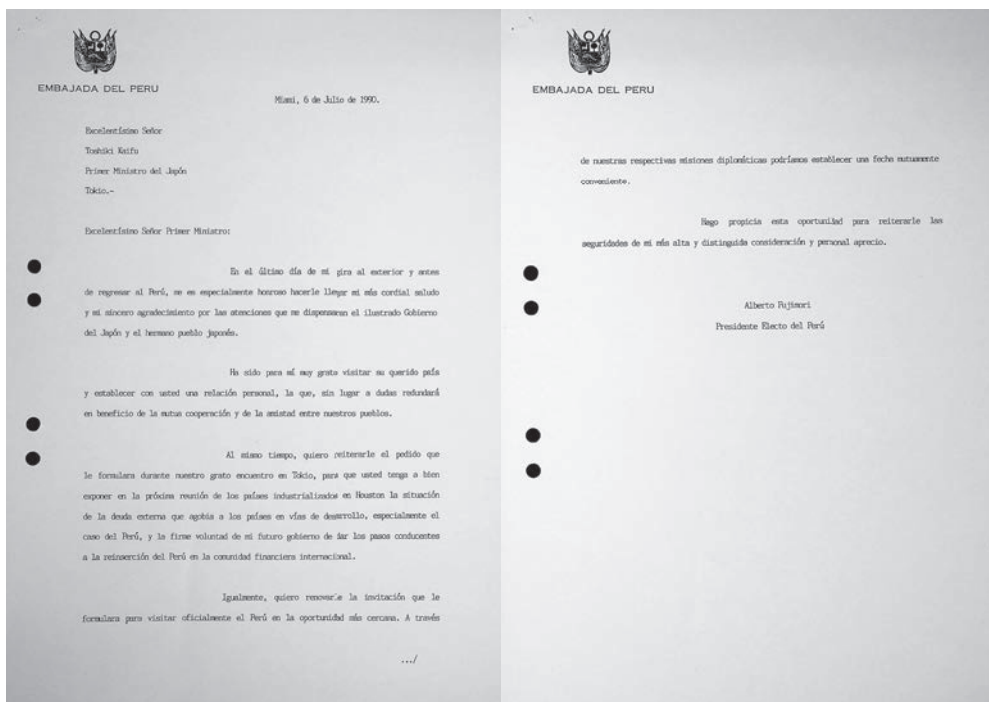 EMBAJADA DEL PERU
Miami, 6 de Julio de 1990.
Excelentísimo Señor
Toshiki Kaifu
Primer Ministro del Japón
Tokio.-
Excelentísimo Señor Primer Ministro:
En el último día de mi gira al exterior y antes
de regresar al Perú, me es especialmente honroso hacerle llegar mi más cordial saludo
y mi sincero agradecimiento por las atenciones que me dispensaran el ilustrado Gobierno
del Japón y el hermano pueblo japonés.
Ha sido para mí muy grato visitar su querido país
y establecer con usted una relación personal, la que, sin lugar a dudas redundará
en beneficio de la mutua cooperación y de la amistad entre nuestros pueblos.
Al mismo tiempo, quiero reiterarle el pedido que
le formulara durante nuestro grato encuentro en Tokio, para que usted tenga a bien
exponer en la próxima reunión de los países industrializados en Houston la situación
de la deuda externa que agobia a los países en vías de desarrollo, especialmente el
caso del Perú, y la firme voluntad de mi futuro gobierno de dar los pasos conducentes
a la reinserción del Perú en la comunidad financiera internacional.
Igualmente, quiero renovarle la invitación que le
formulara para visitar oficialmente el Perú en la oportunidad más cercana. A través
.../
EMBAJADA DEL PERU
de nuestras respectivas misiones diplomáticas podríamos establecer una fecha mutuamente
conveniente.
Hago propicia esta oportunidad para reiterarle las
seguridades de mi más alta y distinguida consideración y personal aprecio.
Alberto Fujimori
Presidente Electo del Perú